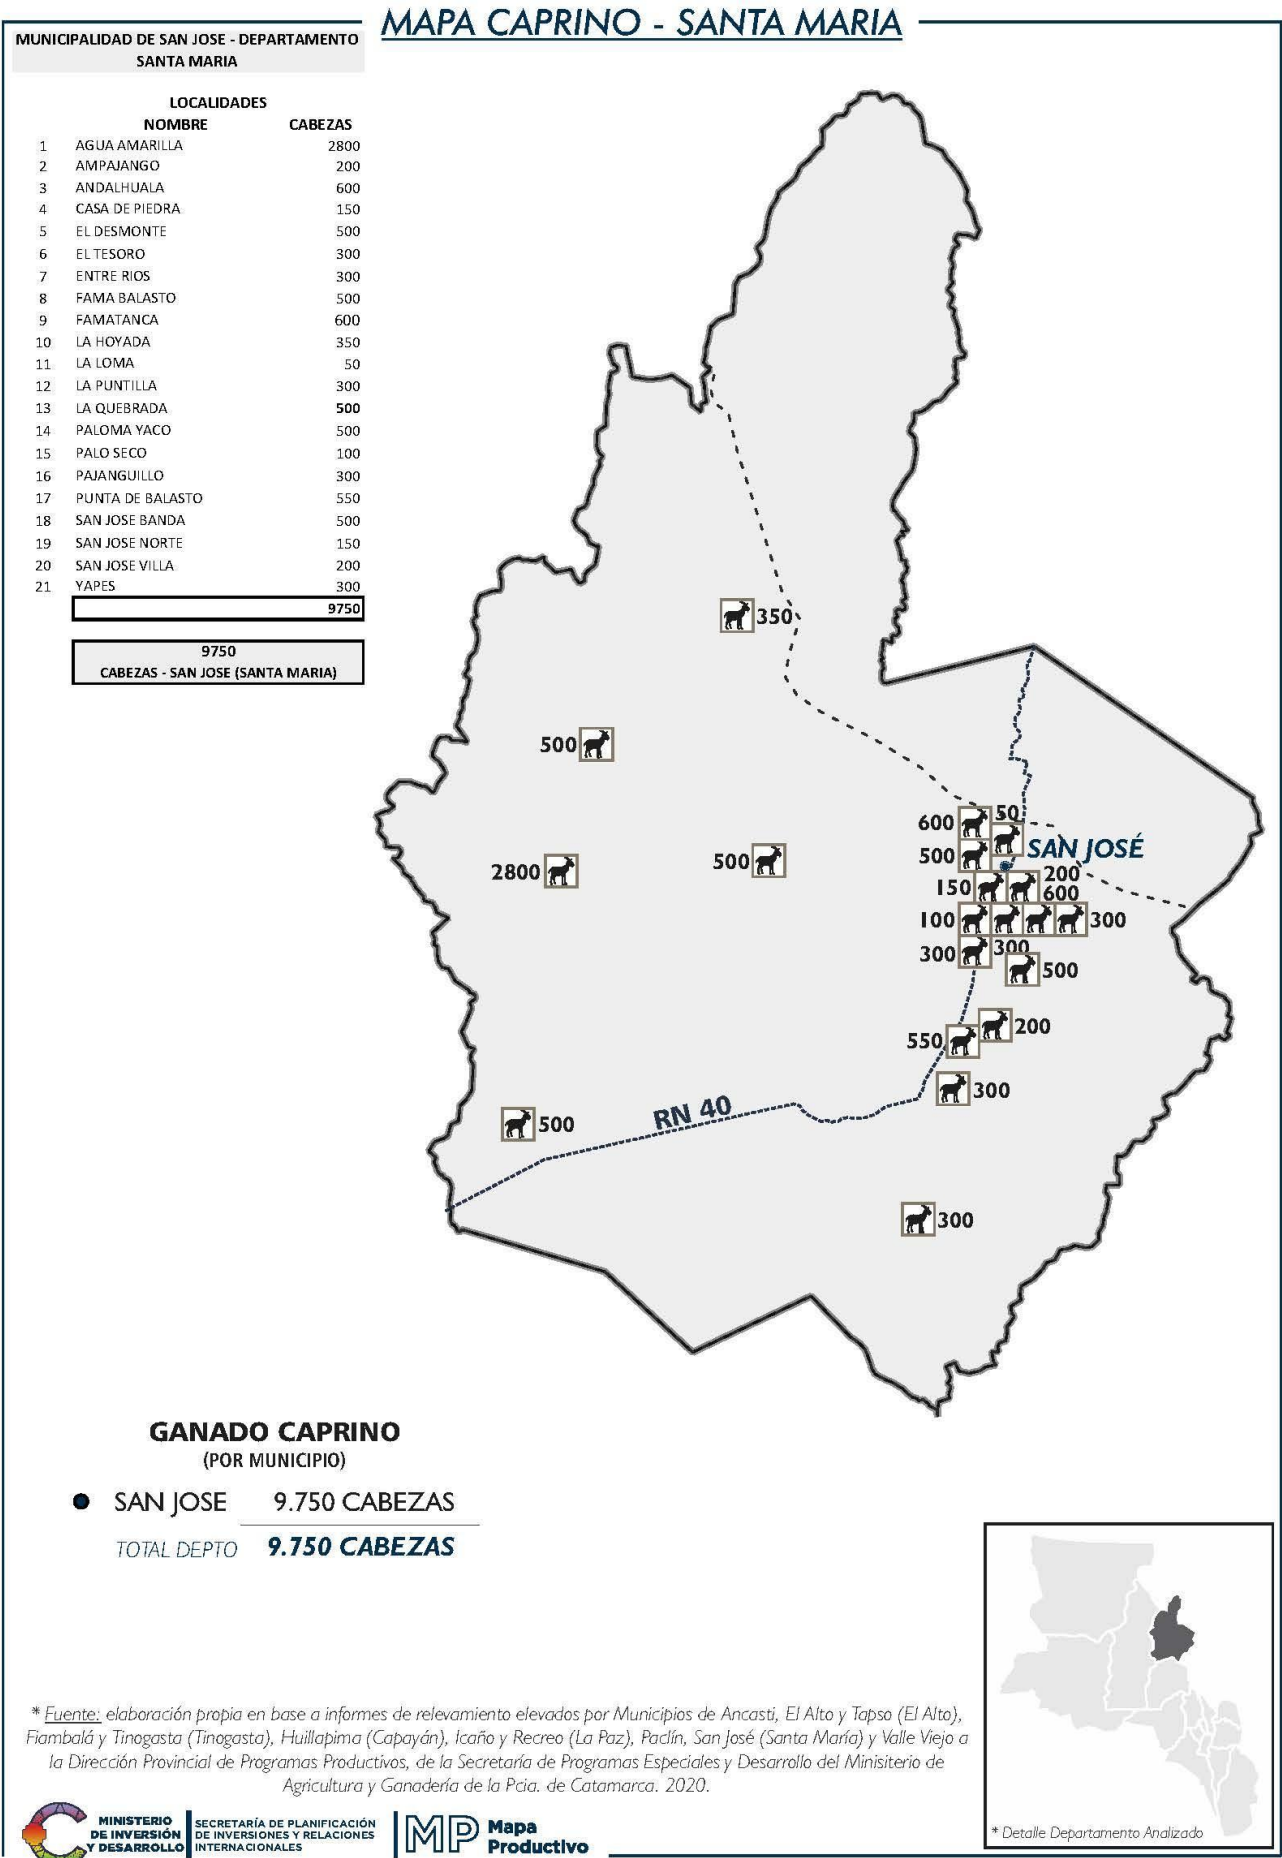 MAPA CAPRINO - SANTA MARIA
MUNICIPALIDAD DE SAN JOSE - DEPARTAMENTO
SANTA MARIA
LOCALIDADES
NOMBRE CABEZAS
1 AGUA AMARILLA 2800
2 AMPAJANGO 200
3 ANDALHUALA 600
4 CASA DE PIEDRA 150
5 EL DESMONTE 500
6 EL TESORO 300
7 ENTRE RIOS 300
8 FAMA BALASTO 500
9 FAMATANCA 600
10 LA HOYADA 350
11 LA LOMA 50
12 LA PUNTILLA 300
13 LA QUEBRADA 500
14 PALOMA YACO 500
15 PALO SECO 100
16 PAJANGUILLO 300
17 PUNTA DE BALASTO 550
18 SAN JOSE BANDA 500
19 SAN JOSE NORTE 150
20 SAN JOSE VILLA 200
21 YAPES 300
9750
9750
CABEZAS - SAN JOSE (SANTA MARIA)
350
500
600 50
500 SAN JOSÉ
2800
500
200
150 600
100 300
300 300
500
550 200
300
500
RN 40
300
GANADO CAPRINO
(POR MUNICIPIO)
SAN JOSE 9.750 CABEZAS
TOTAL DEPTO 9.750 CABEZAS
* Fuente: elaboración propia en base a informes de relevamiento elevados por Municipios de Ancasti, El Alto y Tapso (El Alto),
Fiambalá y Tinogasta (Tinogasta), Huillapima (Capayán), Icaño y Recreo (La Paz), Paclín, San José (Santa María) y Valle Viejo a
la Dirección Provincial de Programas Productivos, de la Secretaría de Programas Especiales y Desarrollo del Minisiterio de
Agricultura y Ganadería de la Pcia. de Catamarca. 2020.
* Detalle Departamento Analizado
MINISTERIO
DE INVERSIÓN
Y DESARROLLO
SECRETARÍA DE PLANIFICACIÓN
DE INVERSIONES Y RELACIONES
INTERNACIONALES
MP Mapa
Productivo